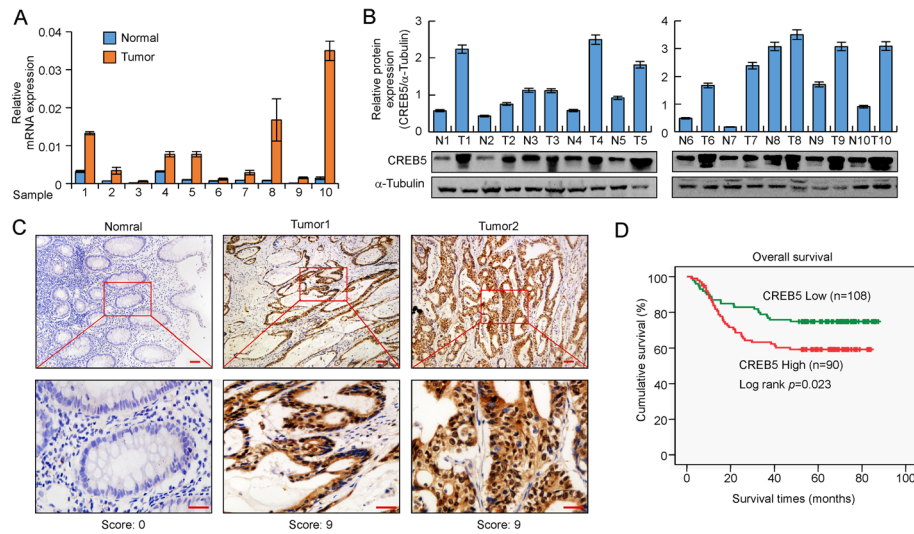 A
Normal
Tumor
Relative
mRNA expression
0.04
0.03
0.02
0.01
0
Sample
1 2 3 4 5 6 7 8 9 10
B
Relative protein
expression
(CREB5/α-Tubulin)
3
2
1
0
N1 T1 N2 T2 N3 T3 N4 T4 N5 T5
4
3
2
1
0
N6 T6 N7 T7 N8 T8 N9 T9 N10 T10
CREB5
α-Tubulin
C
Nomral
Tumor1
Tumor2
Score: 0
Score: 9
Score: 9
D
Overall survival
Cumulative survival (%)
100
80
60
40
20
0
CREB5 Low (n=108)
CREB5 High (n=90)
Log rank p=0.023
0 20 40 60 80 100
Survival times (months)